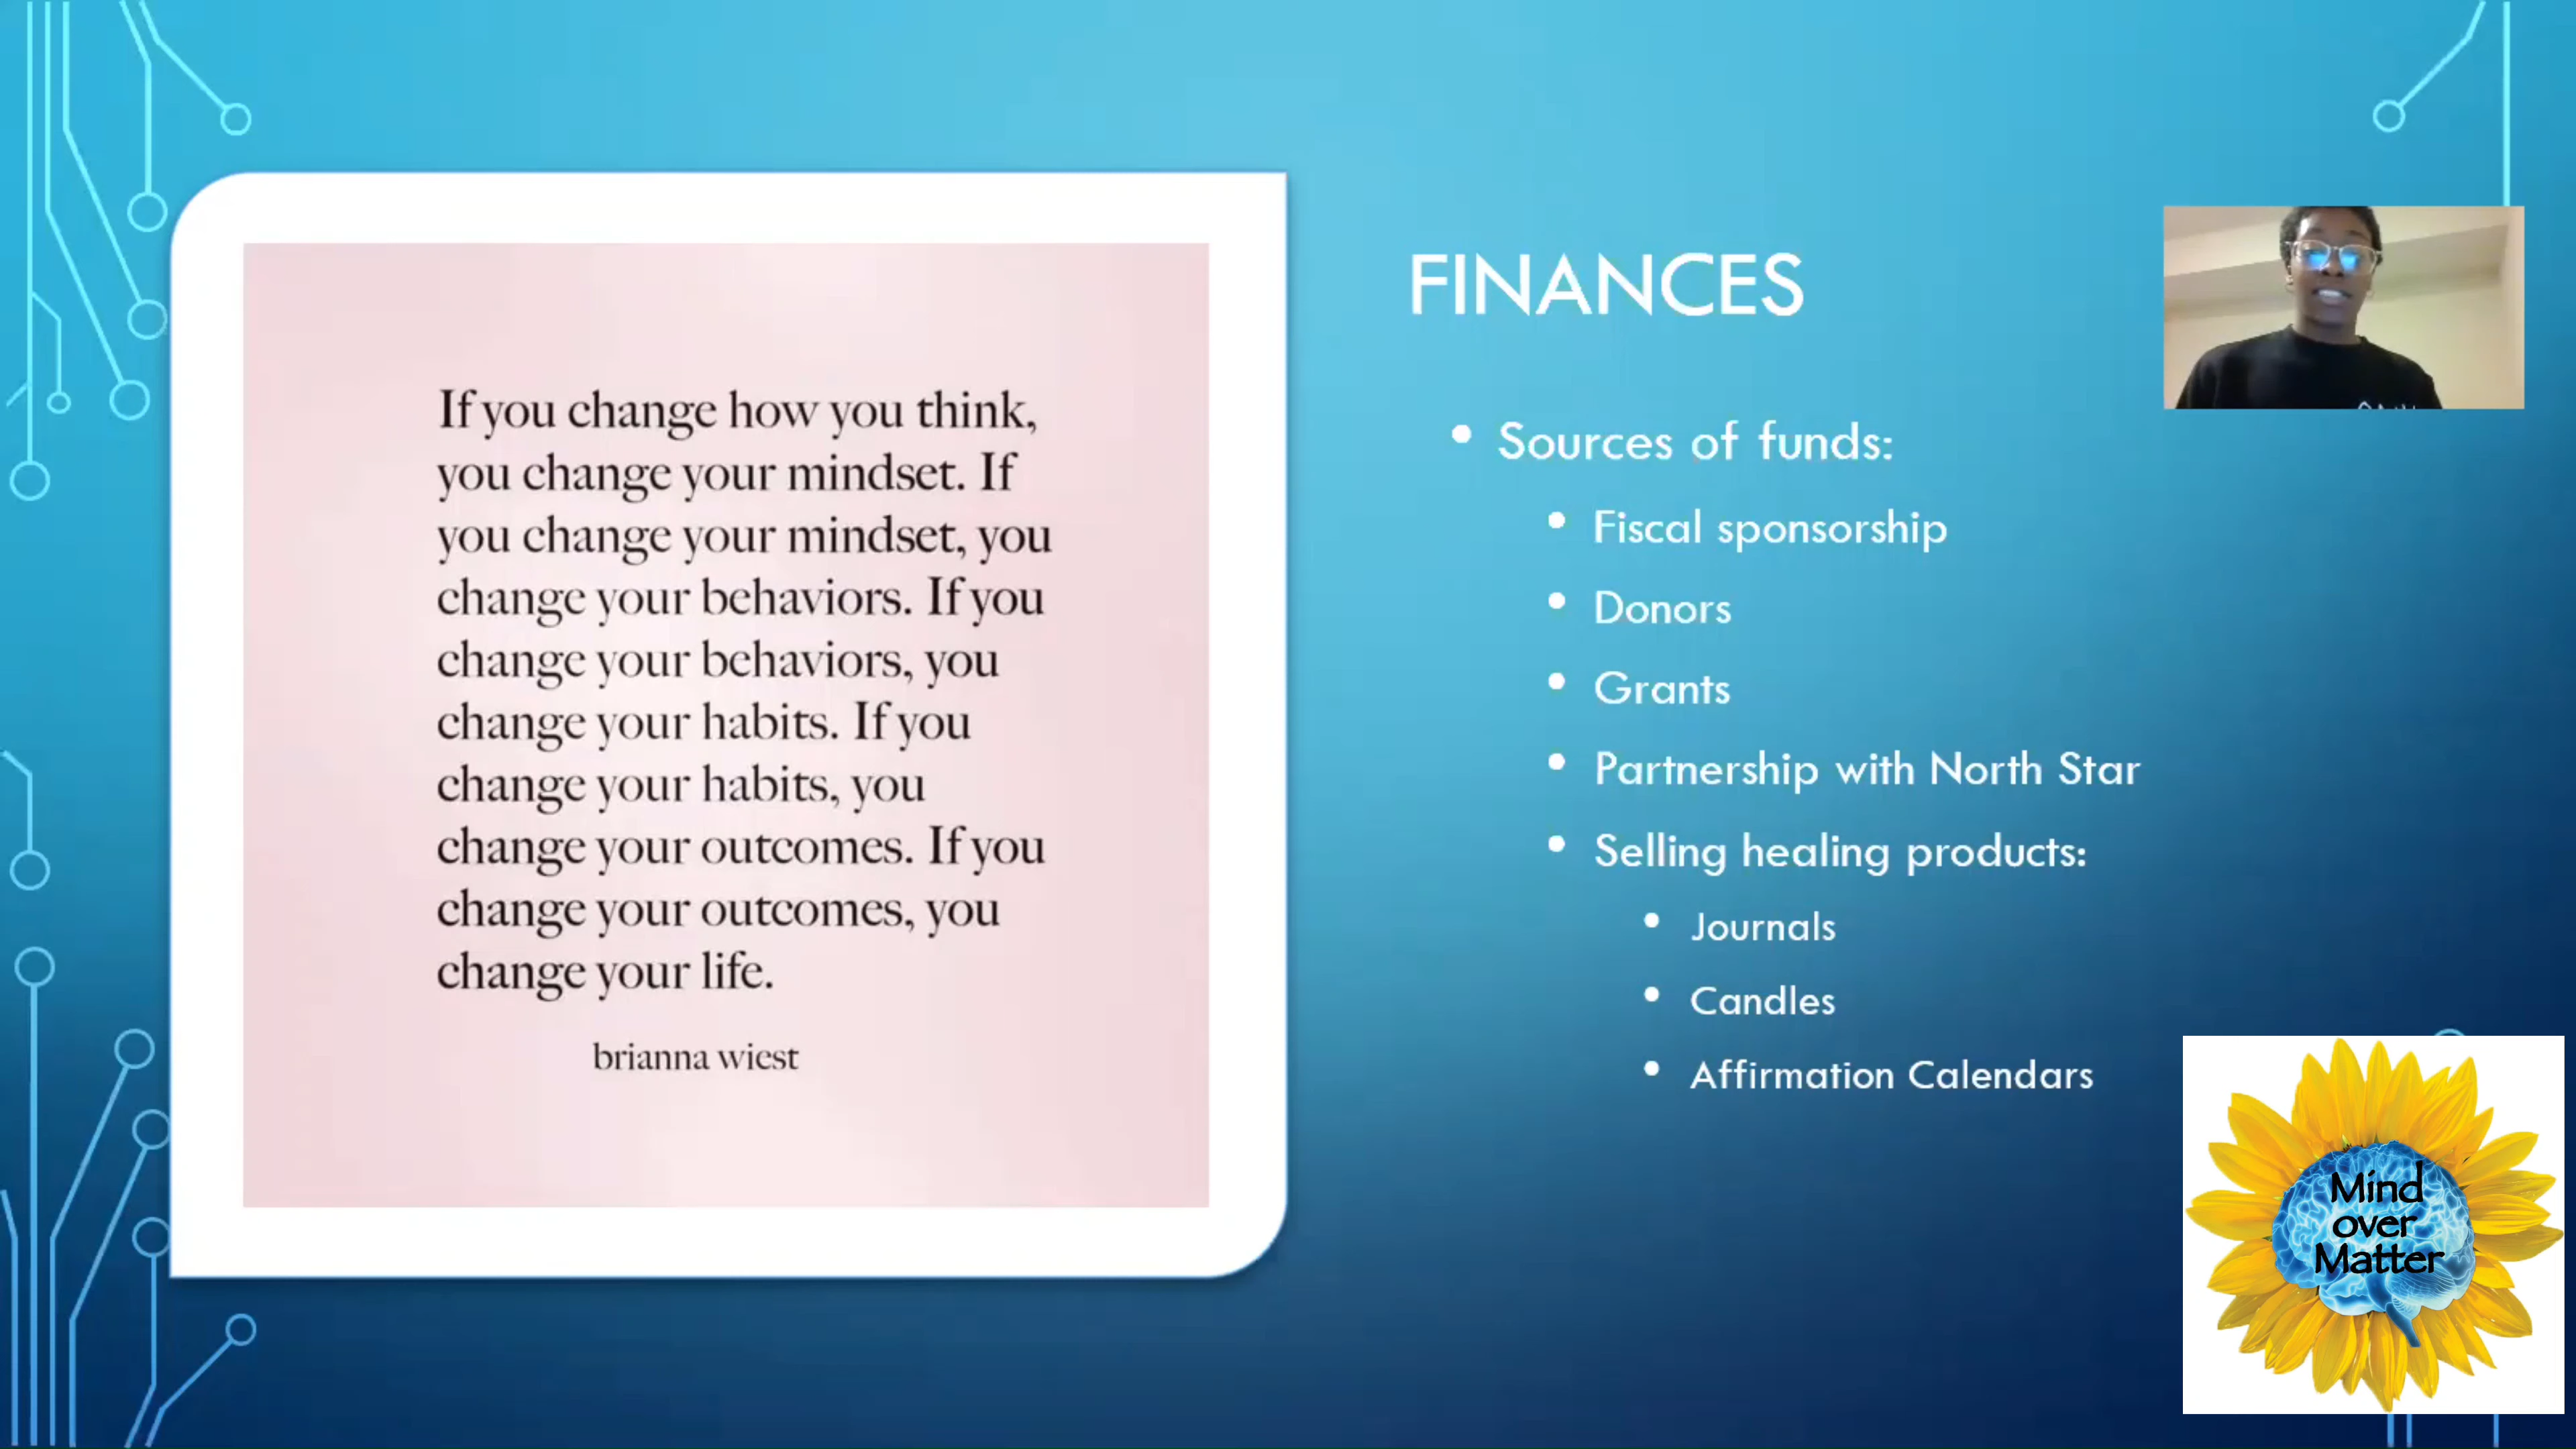 If you change how you think,
you change your mindset. If
you change your mindset, you
change your behaviors. If you
change your behaviors, you
change your habits. If you
change your habits, you
change your outcomes. If you
change your outcomes, you
change your life.
brianna wiest
FINANCES
• Sources of funds:
• Fiscal sponsorship
• Donors
• Grants
• Partnership with North Star
• Selling healing products:
• Journals
• Candles
• Affirmation Calendars
Mind
over
Matter